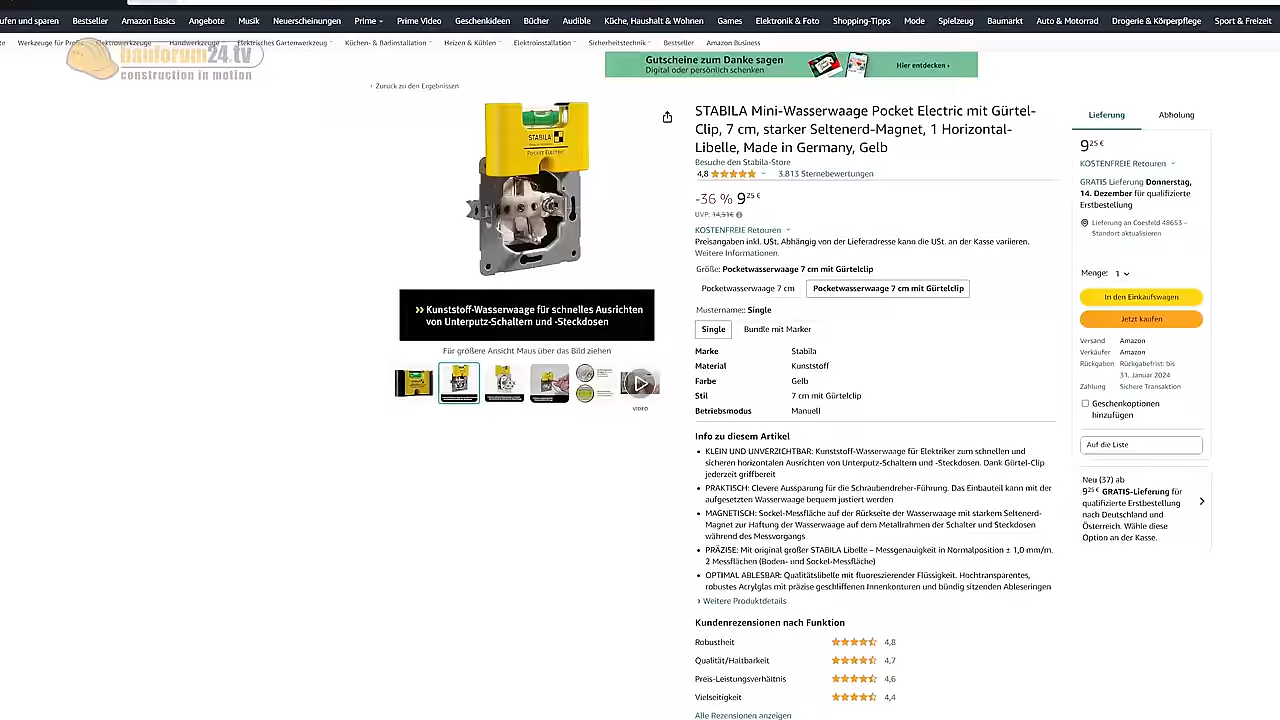 ufen und sparen Bestseller Amazon Basics Angebote Musik Neuerscheinungen Prime Prime Video Geschenkideen Bücher Audible Küche, Haushalt & Wohnen Games Elektronik & Foto Shopping-Tipps Mode Spielzeug Baumarkt Auto & Motorrad Drogerie & Körperpflege Sport & Freizeit
te Werkzeuge für Profis Elektrowerkzeuge Handwerkzeuge Elektrisches Gartenwerkzeug Küchen- & Badinstallation Heizen & Kühlen Elektroinstallation Sicherheitstechnik Bestseller Amazon Business
bauforum24.tv
construction in motion
Gutscheine zum Danke sagen
Digital oder persönlich schenken
Hier entdecken ›
‹ Zurück zu den Ergebnissen
STABILA
POCKET ELECTRIC
›› Kunststoff-Wasserwaage für schnelles Ausrichten
von Unterputz-Schaltern und -Steckdosen
Für größere Ansicht Maus über das Bild ziehen
VIDEO
STABILA Mini-Wasserwaage Pocket Electric mit Gürtel-
Clip, 7 cm, starker Seltenerd-Magnet, 1 Horizontal-
Libelle, Made in Germany, Gelb
Besuche den Stabila-Store
4,8 3.813 Sternebewertungen
-36 % 9 25 €
UVP: 14,51€
KOSTENFREIE Retouren
Preisangaben inkl. USt. Abhängig von der Lieferadresse kann die USt. an der Kasse variieren.
Weitere Informationen.
Größe: Pocketwasserwaage 7 cm mit Gürtelclip
Pocketwasserwaage 7 cm Pocketwasserwaage 7 cm mit Gürtelclip
Mustername:: Single
Single Bundle mit Marker
Marke Stabila
Material Kunststoff
Farbe Gelb
Stil 7 cm mit Gürtelclip
Betriebsmodus Manuell
Info zu diesem Artikel
• KLEIN UND UNVERZICHTBAR: Kunststoff-Wasserwaage für Elektriker zum schnellen und
sicheren horizontalen Ausrichten von Unterputz-Schaltern und -Steckdosen. Dank Gürtel-Clip
jederzeit griffbereit
• PRAKTISCH: Clevere Aussparung für die Schraubendreher-Führung. Das Einbauteil kann mit der
aufgesetzten Wasserwaage bequem justiert werden
• MAGNETISCH: Sockel-Messfläche auf der Rückseite der Wasserwaage mit starkem Seltenerd-
Magnet zur Haftung der Wasserwaage auf dem Metallrahmen der Schalter und Steckdosen
während des Messvorgangs
• PRÄZISE: Mit original großer STABILA Libelle – Messgenauigkeit in Normalposition ± 1,0 mm/m.
2 Messflächen (Boden- und Sockel-Messfläche)
• OPTIMAL ABLESBAR: Qualitätslibelle mit fluoreszierender Flüssigkeit. Hochtransparentes,
robustes Acrylglas mit präzise geschliffenen Innenkonturen und bündig sitzenden Ableseringen
› Weitere Produktdetails
Kundenrezensionen nach Funktion
Robustheit 4,8
Qualität/Haltbarkeit 4,7
Preis-Leistungsverhältnis 4,6
Vielseitigkeit 4,4
Alle Rezensionen anzeigen
Lieferung Abholung
9 25 €
KOSTENFREIE Retouren
GRATIS Lieferung Donnerstag,
14. Dezember für qualifizierte
Erstbestellung
Lieferung an Coesfeld 48653 –
Standort aktualisieren
Menge: 1
In den Einkaufswagen
Jetzt kaufen
Versand Amazon
Verkäufer Amazon
Rückgaben Rückgabefrist: bis
31. Januar 2024
Zahlung Sichere Transaktion
Geschenkoptionen
hinzufügen
Auf die Liste
Neu (37) ab
9 25 € GRATIS-Lieferung für
qualifizierte Erstbestellung
nach Deutschland und
Österreich. Wähle diese
Option an der Kasse.